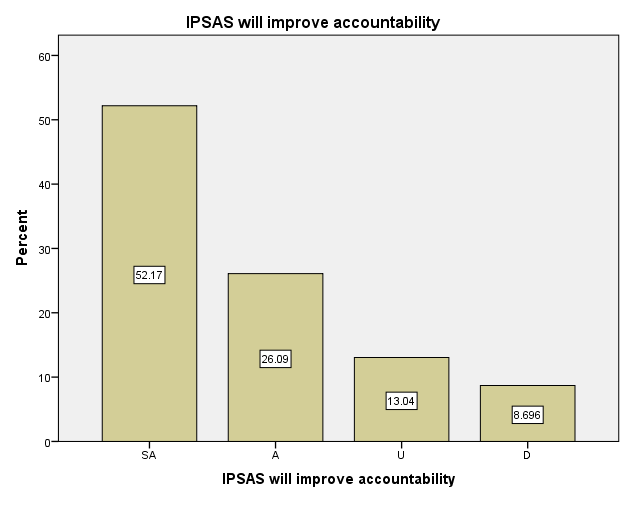 IPSAS will improve accountability
60
50
40
30
20
10
0
Percent
52.17
26.09
13.04
8.696
SA
A
U
D
IPSAS will improve accountability